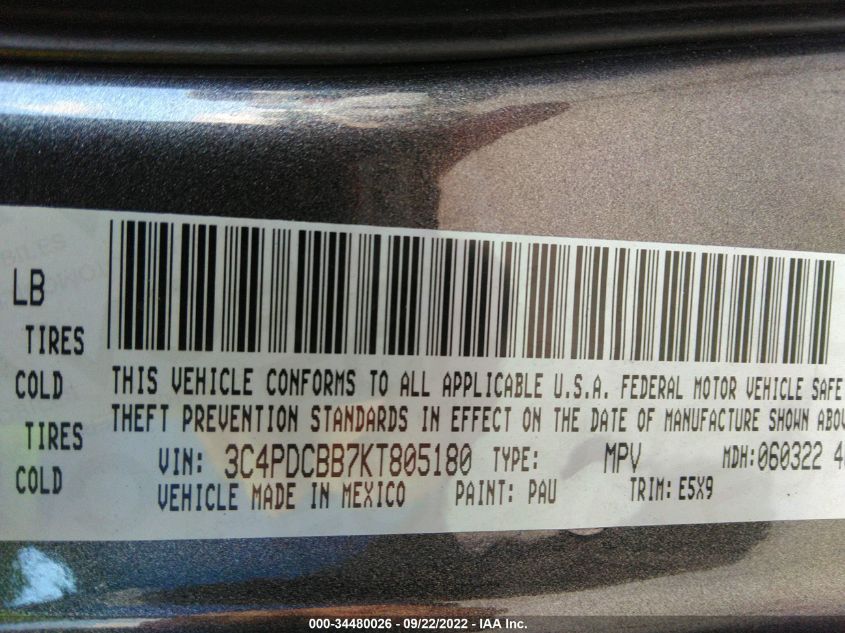 LB
TIRES
COLD
TIRES
COLD
THIS VEHICLE CONFORMS TO ALL APPLICABLE U.S.A. FEDERAL MOTOR VEHICLE SAFE
THEFT PREVENTION STANDARDS IN EFFECT ON THE DATE OF MANUFACTURE SHOWN ABOV
VIN: 3C4PDCBB7KT805180 TYPE: MPV MDH:060322 4
VEHICLE MADE IN MEXICO PAINT: PAU TRIM: E5X9
000-34480026 - 09/22/2022 - IAA Inc.